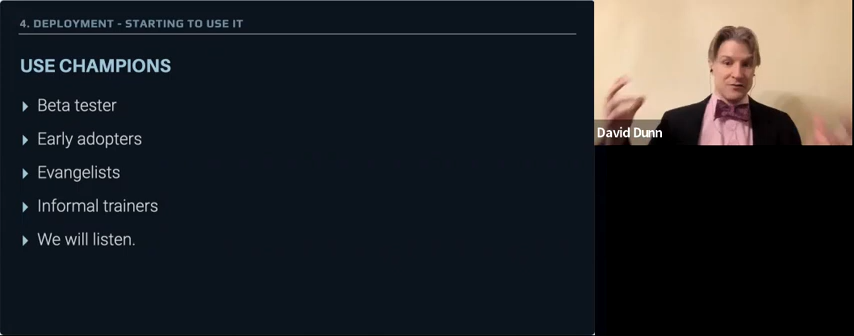 4. DEPLOYMENT - STARTING TO USE IT
USE CHAMPIONS
Beta tester
Early adopters
Evangelists
Informal trainers
We will listen.
David Dunn